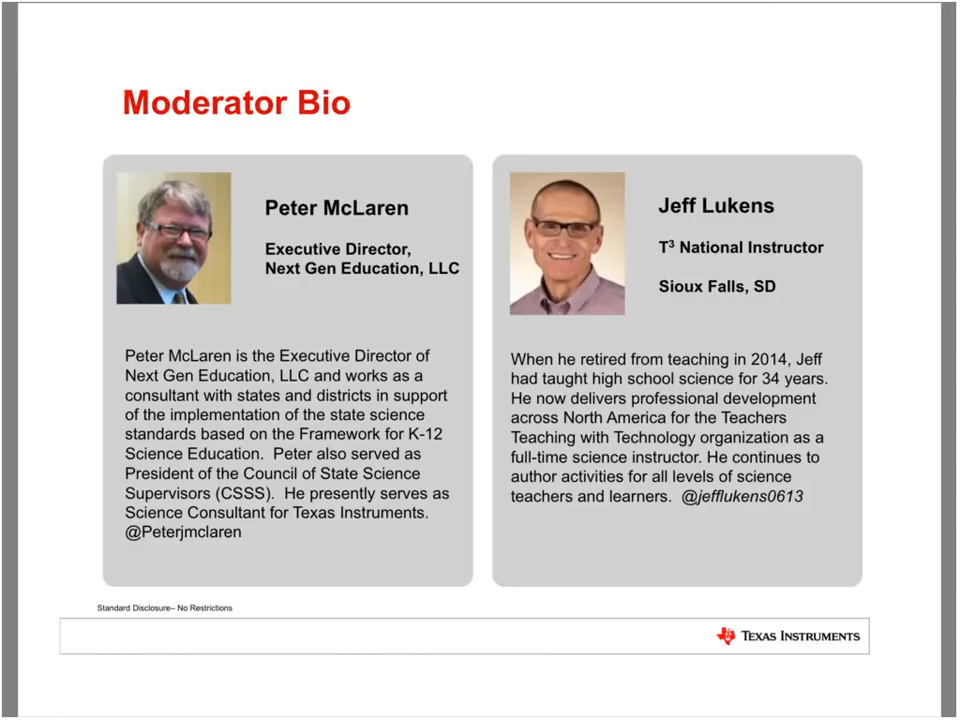 Moderator Bio
Peter McLaren
Executive Director,
Next Gen Education, LLC
Peter McLaren is the Executive Director of
Next Gen Education, LLC and works as a
consultant with states and districts in support
of the implementation of the state science
standards based on the Framework for K-12
Science Education.  Peter also served as
President of the Council of State Science
Supervisors (CSSS).  He presently serves as
Science Consultant for Texas Instruments.
@Peterjmclaren
Jeff Lukens
T³ National Instructor
Sioux Falls, SD
When he retired from teaching in 2014, Jeff
had taught high school science for 34 years.
He now delivers professional development
across North America for the Teachers
Teaching with Technology organization as a
full-time science instructor. He continues to
author activities for all levels of science
teachers and learners.  @jefflukens0613
Standard Disclosure– No Restrictions
TEXAS INSTRUMENTS